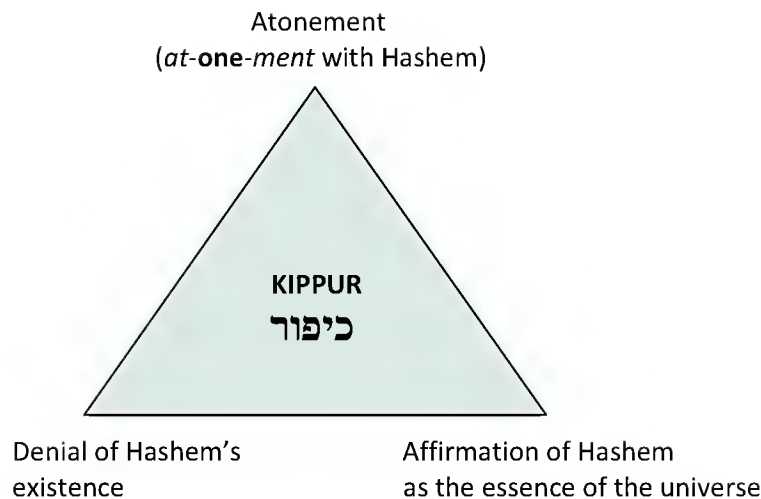 Atonement
(at-one-ment with Hashem)
KIPPUR
כיפור
Denial of Hashem's
existence
Affirmation of Hashem
as the essence of the universe